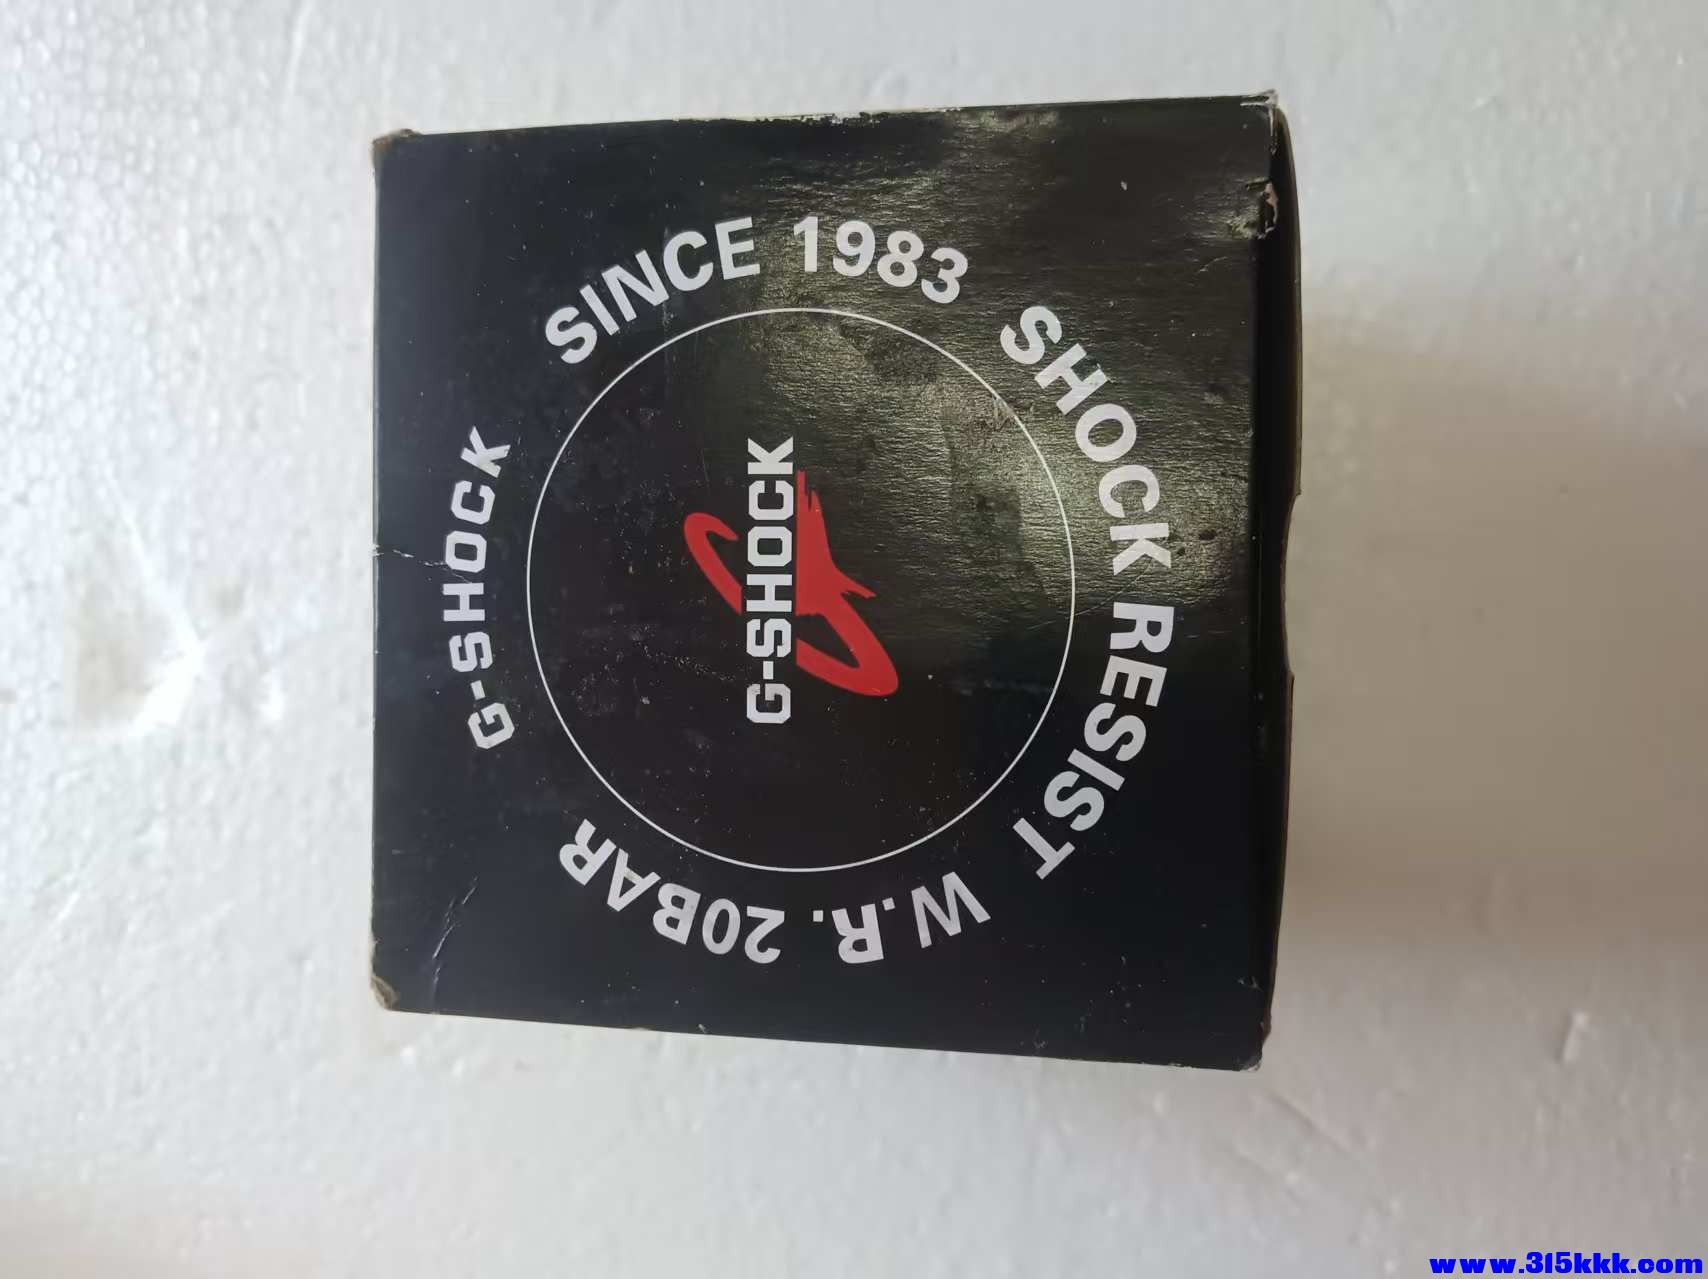 G-SHOCK
SINCE 1983
SHOCK RESIST
W.R. 20BAR
G-SHOCK
www.315kkk.com